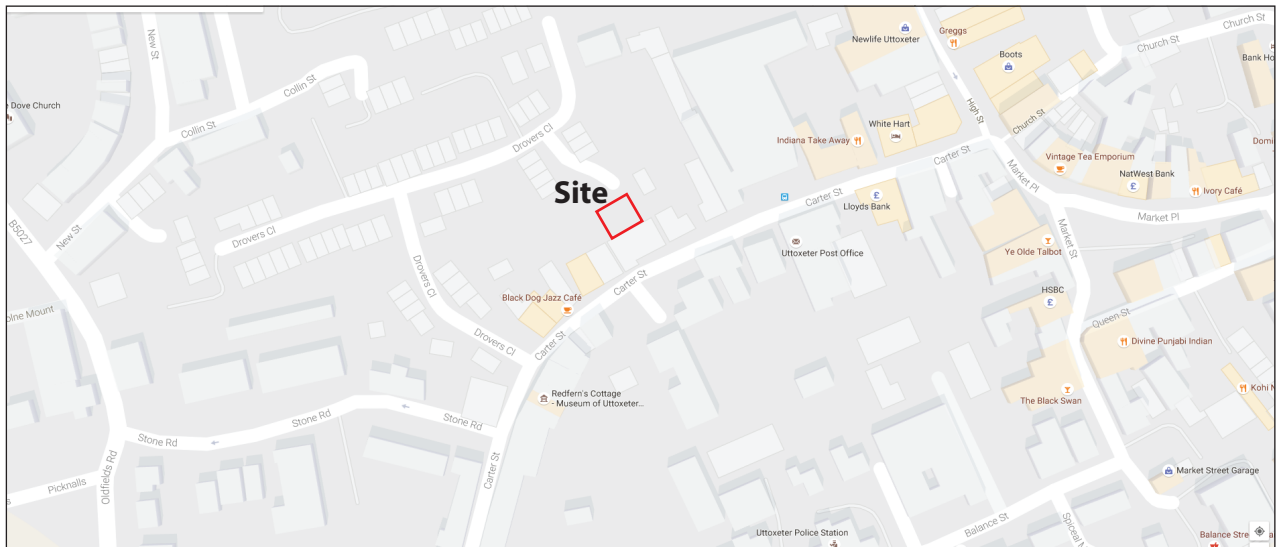 Church St
Greggs
New St
Newlife Uttoxeter
Boots
Church St
Bank Ho
Collin St
Dove Church
High St
White Hart
Church St
Collin St
Drovers Cl
Indiana Take Away
Carter St
Domi
Vintage Tea Emporium
Market Pl
NatWest Bank
Site
Carter St
Ivory Café
Lloyds Bank
Market Pl
B5027
New St
Drovers Cl
Uttoxeter Post Office
Ye Olde Talbot
Market St
Drovers Cl
Carter St
HSBC
Black Dog Jazz Café
olne Mount
Queen St
Drovers Cl
Carter St
Divine Punjabi Indian
Redfern's Cottage
- Museum of Uttoxeter...
Kohi N
The Black Swan
Stone Rd
Stone Rd
Stone Rd
Carter St
Oldfields Rd
Market Street Garage
Picknalls
Balance St
Spiceal
Uttoxeter Police Station
Balance Stre